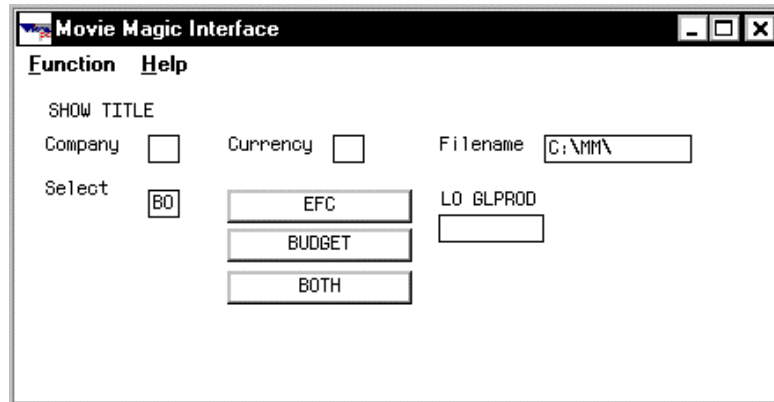 Movie Magic Interface
Function Help
SHOW TITLE
Company Currency Filename C:\MM\
Select BO EFC LO GLPROD
BUDGET
BOTH